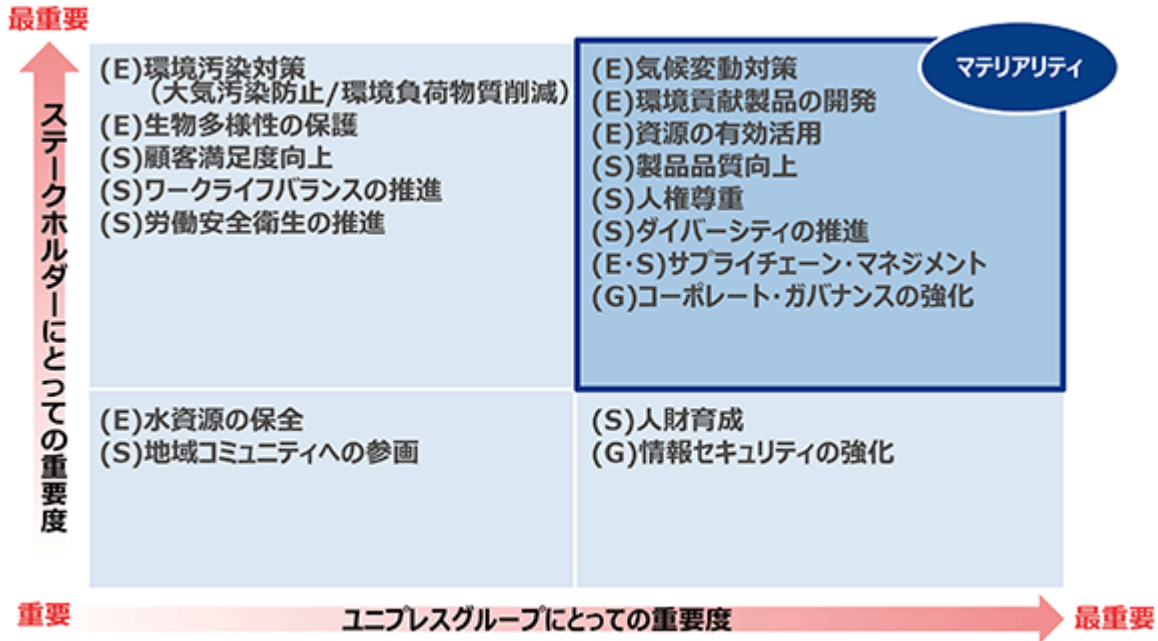 最重要
ステークホルダーにとっての重要度
(E)環境汚染対策
(大気汚染防止/環境負荷物質削減)
(E)生物多様性の保護
(S)顧客満足度向上
(S)ワークライフバランスの推進
(S)労働安全衛生の推進
マテリアリティ
(E)気候変動対策
(E)環境貢献製品の開発
(E)資源の有効活用
(S)製品品質向上
(S)人権尊重
(S)ダイバーシティの推進
(E・S)サプライチェーン・マネジメント
(G)コーポレート・ガバナンスの強化
(E)水資源の保全
(S)地域コミュニティへの参画
(S)人財育成
(G)情報セキュリティの強化
重要
ユニプレスグループにとっての重要度
最重要